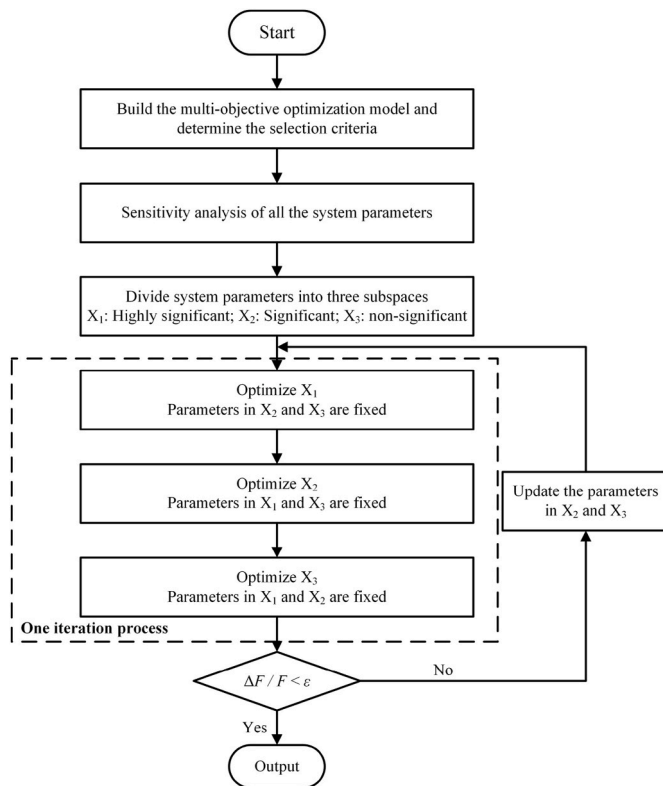 Start
Build the multi-objective optimization model and
determine the selection criteria
Sensitivity analysis of all the system parameters
Divide system parameters into three subspaces
X₁: Highly significant; X₂: Significant; X₃: non-significant
Optimize X₁
Parameters in X₂ and X₃ are fixed
Optimize X₂
Parameters in X₁ and X₃ are fixed
Update the parameters
in X₂ and X₃
Optimize X₃
Parameters in X₁ and X₂ are fixed
One iteration process
ΔF / F < ε
No
Yes
Output